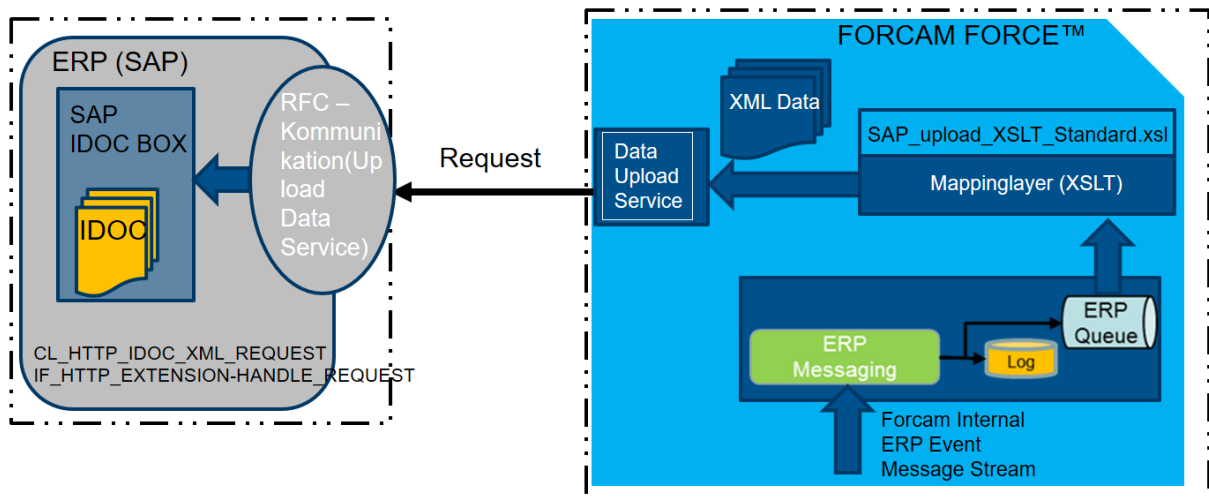 ERP (SAP)
SAP
IDOC BOX
IDOC
RFC –
Kommuni
kation(Up
load
Data
Service)
CL_HTTP_IDOC_XML_REQUEST
IF_HTTP_EXTENSION-HANDLE_REQUEST
Request
FORCAM FORCE™
XML Data
Data
Upload
Service
SAP_upload_XSLT_Standard.xsl
Mappinglayer (XSLT)
ERP
Messaging
Log
ERP
Queue
Forcam Internal
ERP Event
Message Stream